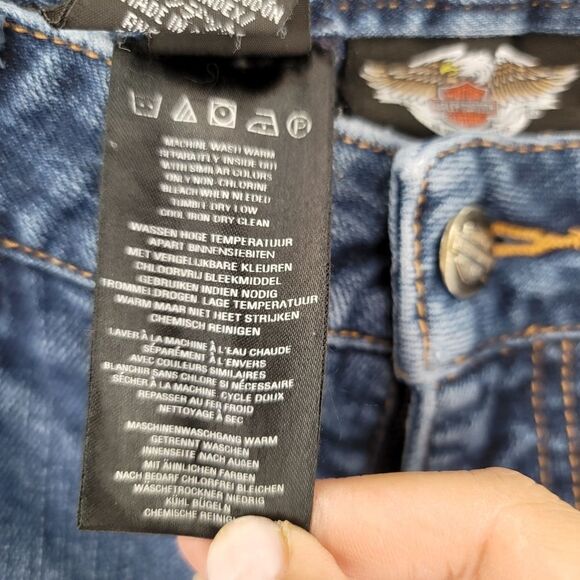 MADE IN
MACHINE WASH WARM
SEPARATELY INSIDE OUT
WITH SIMILAR COLORS
ONLY NON-CHLORINE
BLEACH WHEN NEEDED
TUMBLE DRY LOW
COOL IRON DRY CLEAN
WASSEN HOGE TEMPERATUUR
APART BINNENSTEBITEN
MET VERGELIJKBARE KLEUREN
CHLOORVRIJ BLEEKMIDDEL
GEBRUIKEN INDIEN NODIG
TROMMELDROGEN LAGE TEMPERATUUR
WARM MAAR NIET HEET STRIJKEN
CHEMISCH REINIGEN
LAVER À LA MACHINE À L'EAU CHAUDE
SÉPARÉMENT À L'ENVERS
AVEC COULEURS SIMILAIRES
BLANCHIR SANS CHLORE SI NÉCESSAIRE
SÉCHER À LA MACHINE, CYCLE DOUX
REPASSER AU FER FROID
NETTOYAGE À SEC
MASCHINENWASCHGANG WARM
GETRENNT WASCHEN
INNENSEITE NACH AUßEN
MIT ÄHNLICHEN FARBEN
NACH BEDARF CHLORFREI BLEICHEN
WÄSCHETROCKNER NIEDRIG
KÜHL BÜGELN
CHEMISCHE REINIG